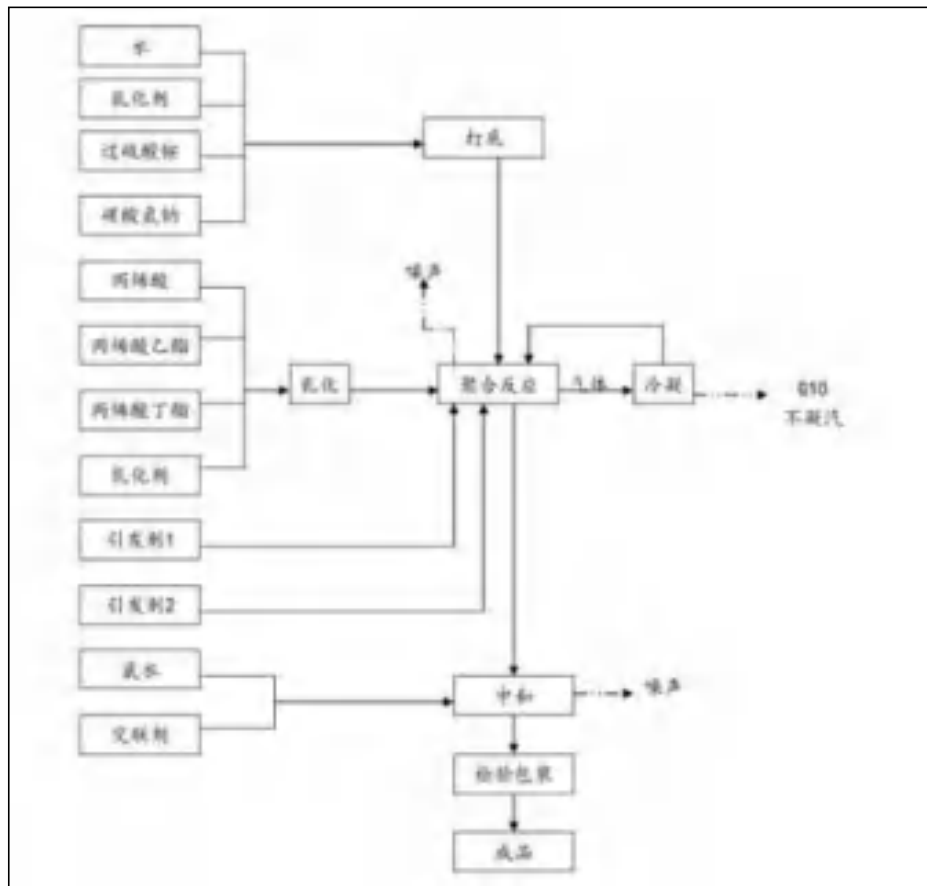 水
乳化剂
过硫酸铵
碳酸氢钠
打底
丙烯酸
丙烯酸乙酯
丙烯酸丁酯
乳化剂
乳化
噪声
聚合反应
气体
冷凝
G10
不凝汽
引发剂1
引发剂2
氨水
交联剂
中和
噪声
检验包装
成品